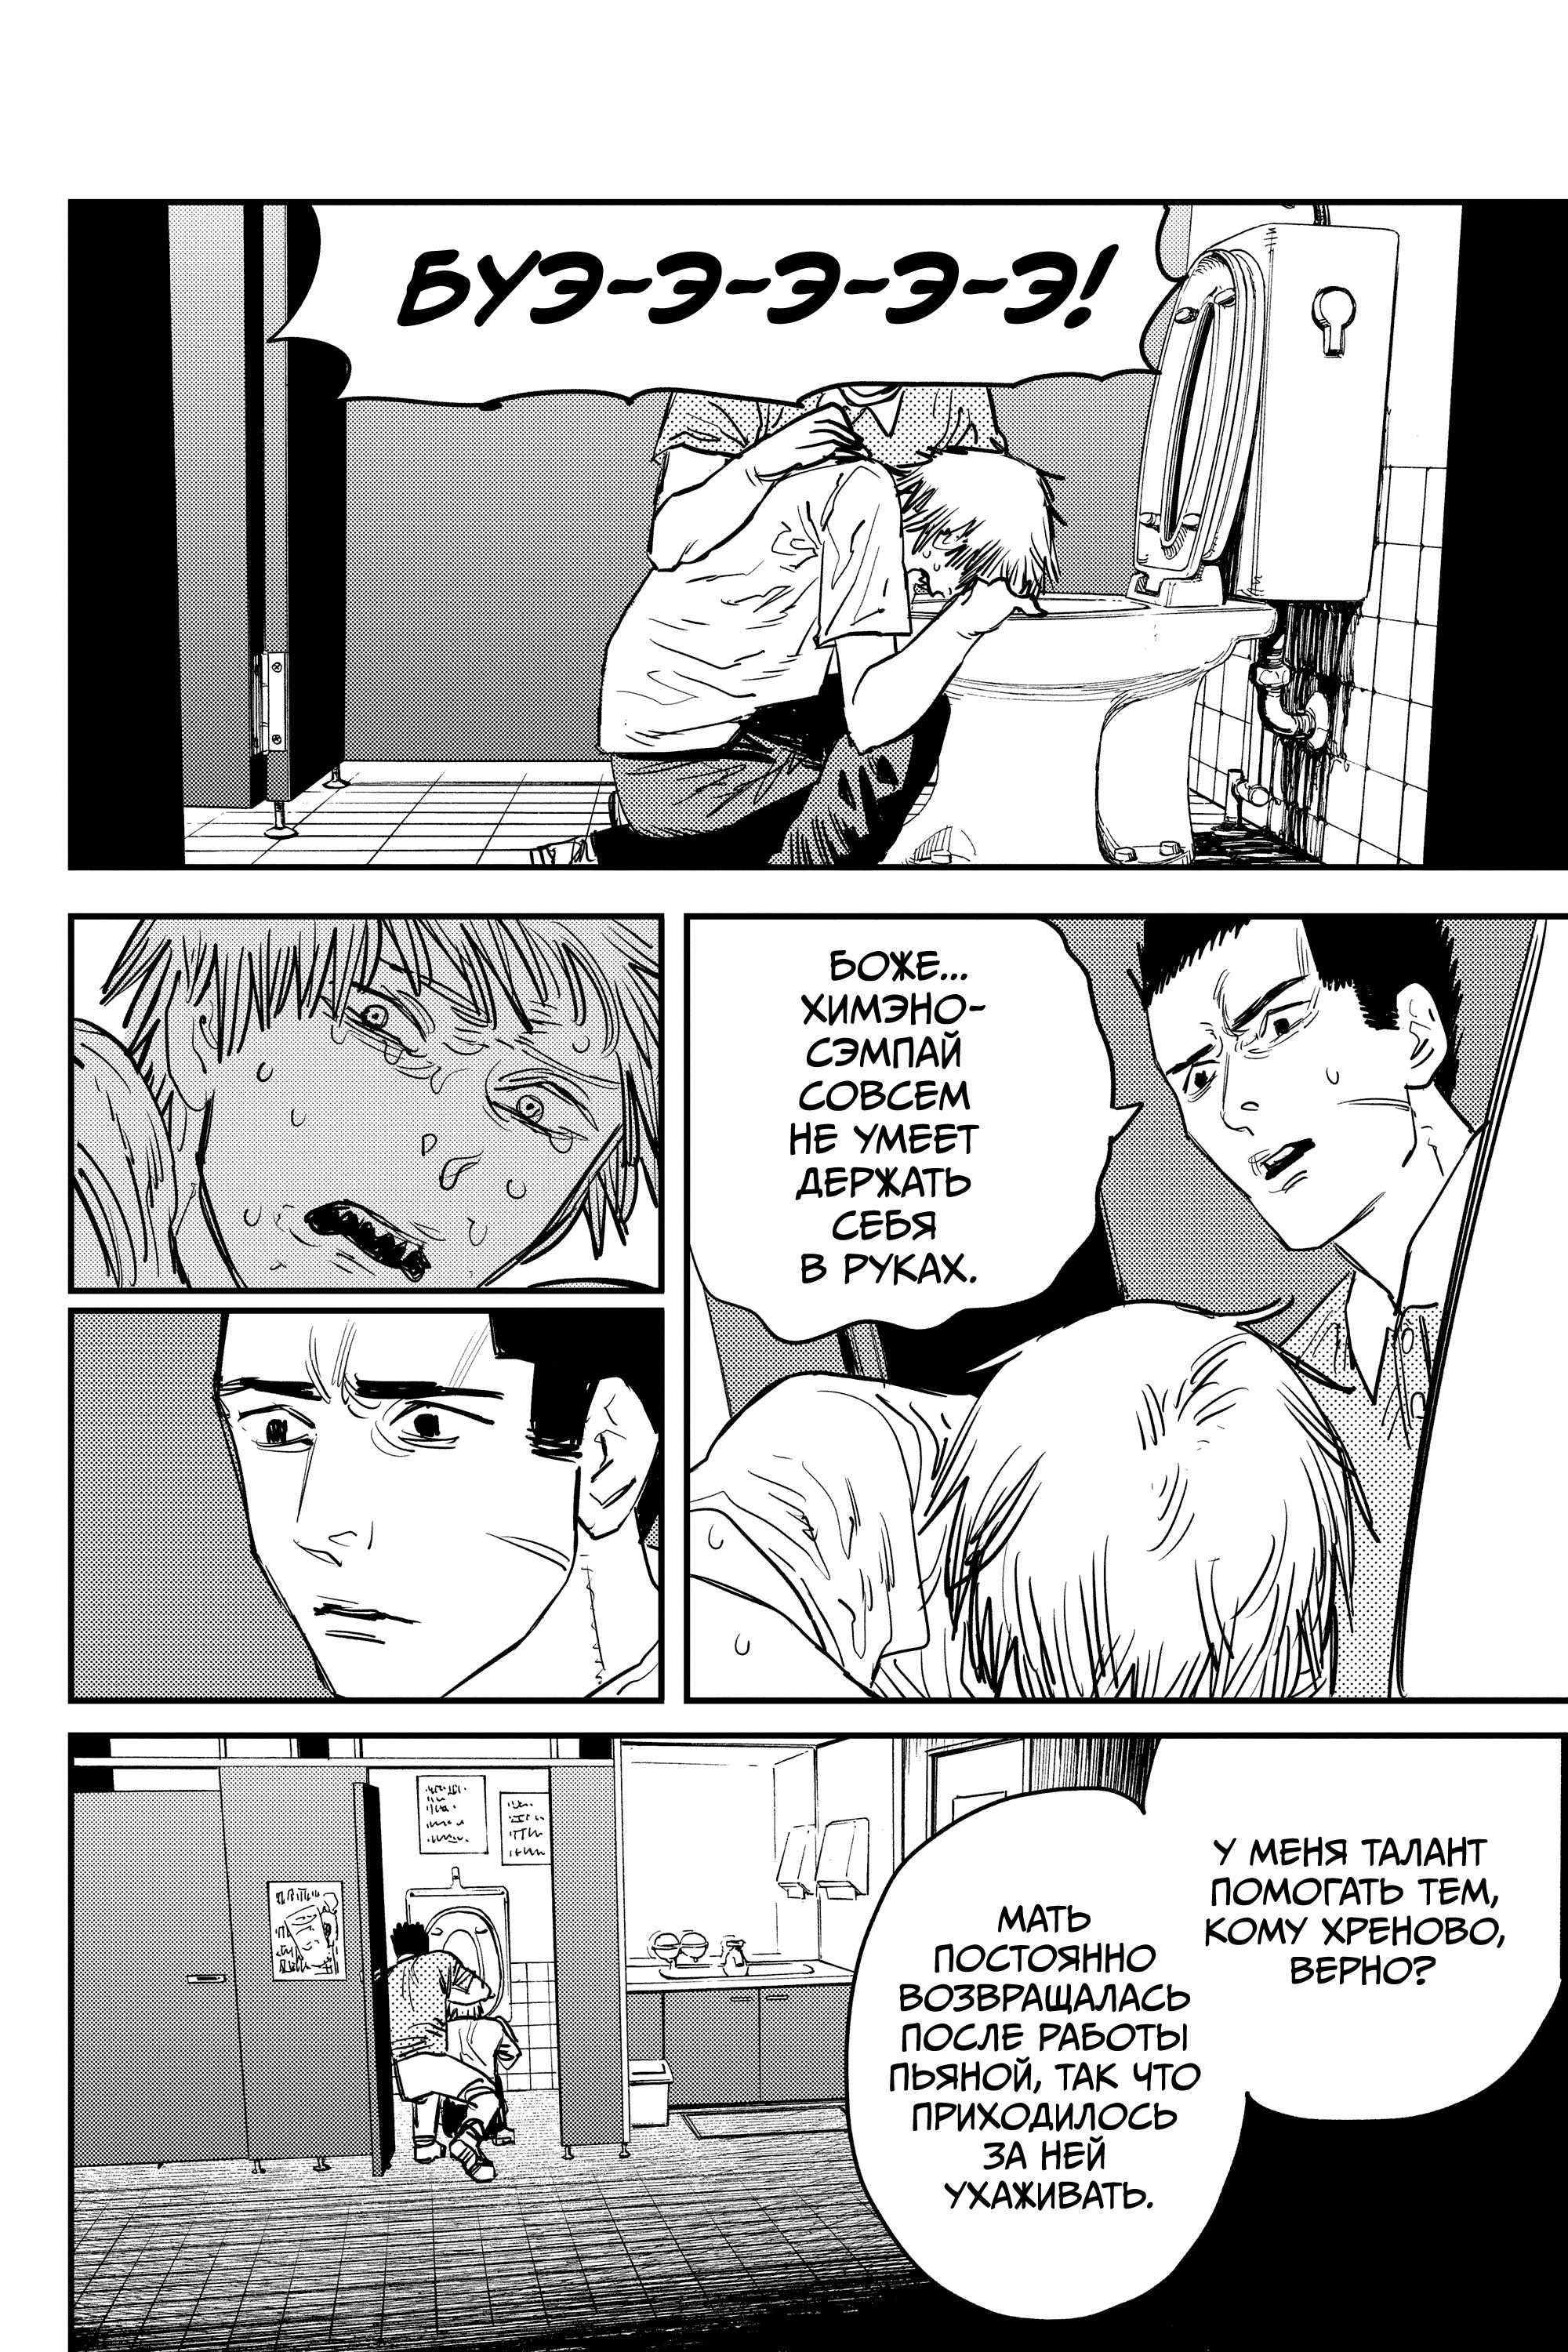 БУЭ-Э-Э-Э-Э!
БОЖЕ...
ХИМЭНО-
СЭМПАЙ
СОВСЕМ
НЕ УМЕЕТ
ДЕРЖАТЬ
СЕБЯ
В РУКАХ.
У МЕНЯ ТАЛАНТ
ПОМОГАТЬ ТЕМ,
КОМУ ХРЕНОВО,
ВЕРНО?
МАТЬ
ПОСТОЯННО
ВОЗВРАЩАЛАСЬ
ПОСЛЕ РАБОТЫ
ПЬЯНОЙ, ТАК ЧТО
ПРИХОДИЛОСЬ
ЗА НЕЙ
УХАЖИВАТЬ.